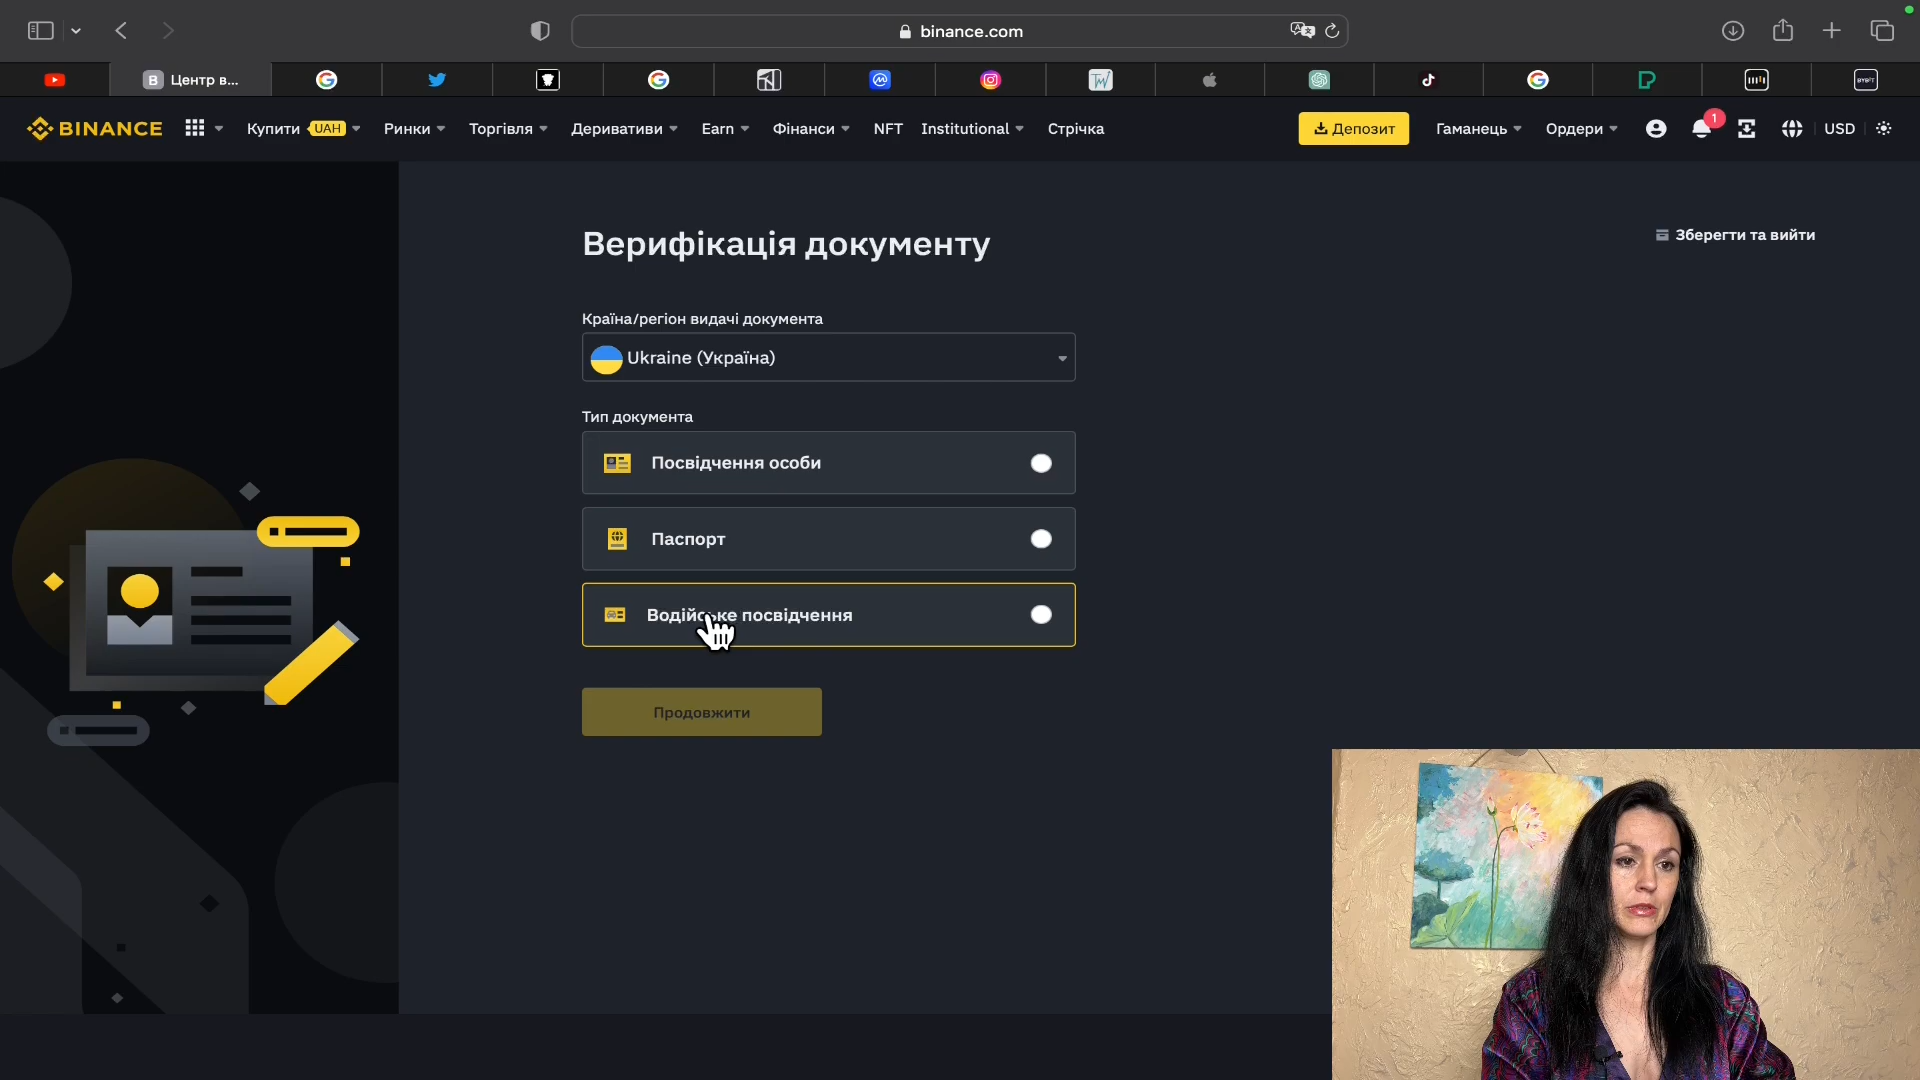 binance.com
Центр в...
BINANCE
Купити UAH
Ринки
Торгівля
Деривативи
Earn
Фінанси
NFT
Institutional
Стрічка
Депозит
Гаманець
Ордери
1
USD
Верифікація документу
Зберегти та вийти
Країна/регіон видачі документа
Ukraine (Україна)
Тип документа
Посвідчення особи
Паспорт
Водійське посвідчення
Продовжити